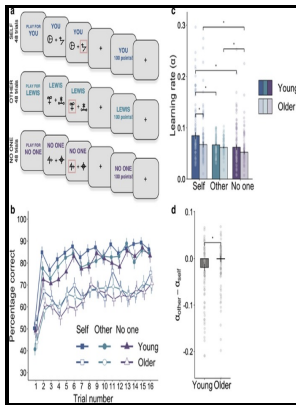 a
SELF
48 trials
PLAY FOR
YOU
YOU
YOU
+
YOU
100 points!
+
OTHER
48 trials
PLAY FOR
LEWIS
LEWIS
LEWIS
+
LEWIS
100 points!
+
NO ONE
48 trials
PLAY FOR
NO ONE
NO ONE
NO ONE
+
NO ONE
100 points!
+
b
Percentage correct
90
80
70
60
50
40
30
1 2 3 4 5 6 7 8 9 10 11 12 13 14 15 16
Trial number
Self Other No one
Young
Older
c
Learning rate (α)
0.3
0.2
0.1
0.0
Self Other No one
Young
Older
d
αother − αself
0.1
0.0
-0.1
-0.2
Young Older